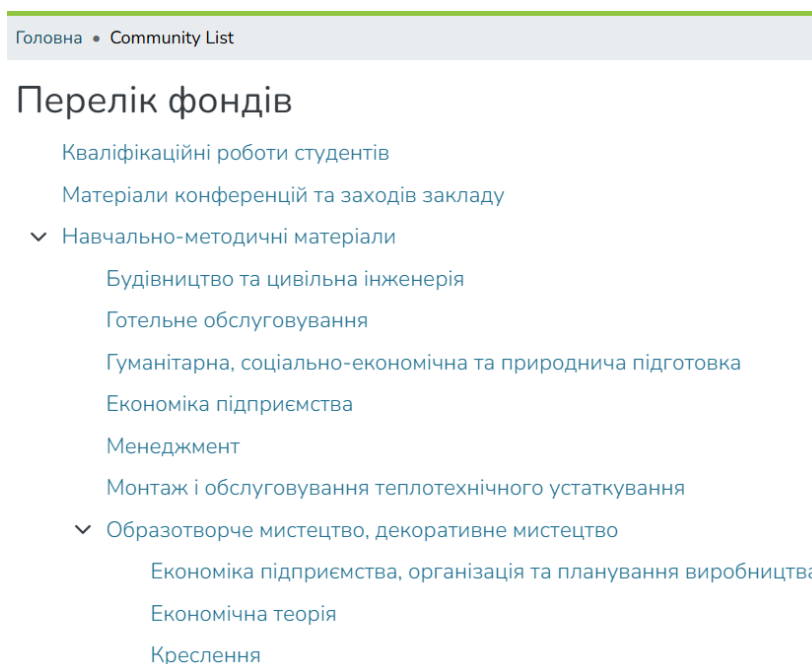 Головна • Community List
Перелік фондів
Кваліфікаційні роботи студентів
Матеріали конференцій та заходів закладу
Навчально-методичні матеріали
Будівництво та цивільна інженерія
Готельне обслуговування
Гуманітарна, соціально-економічна та природнича підготовка
Економіка підприємства
Менеджмент
Монтаж і обслуговування теплотехнічного устаткування
Образотворче мистецтво, декоративне мистецтво
Економіка підприємства, організація та планування виробництва
Економічна теорія
Креслення